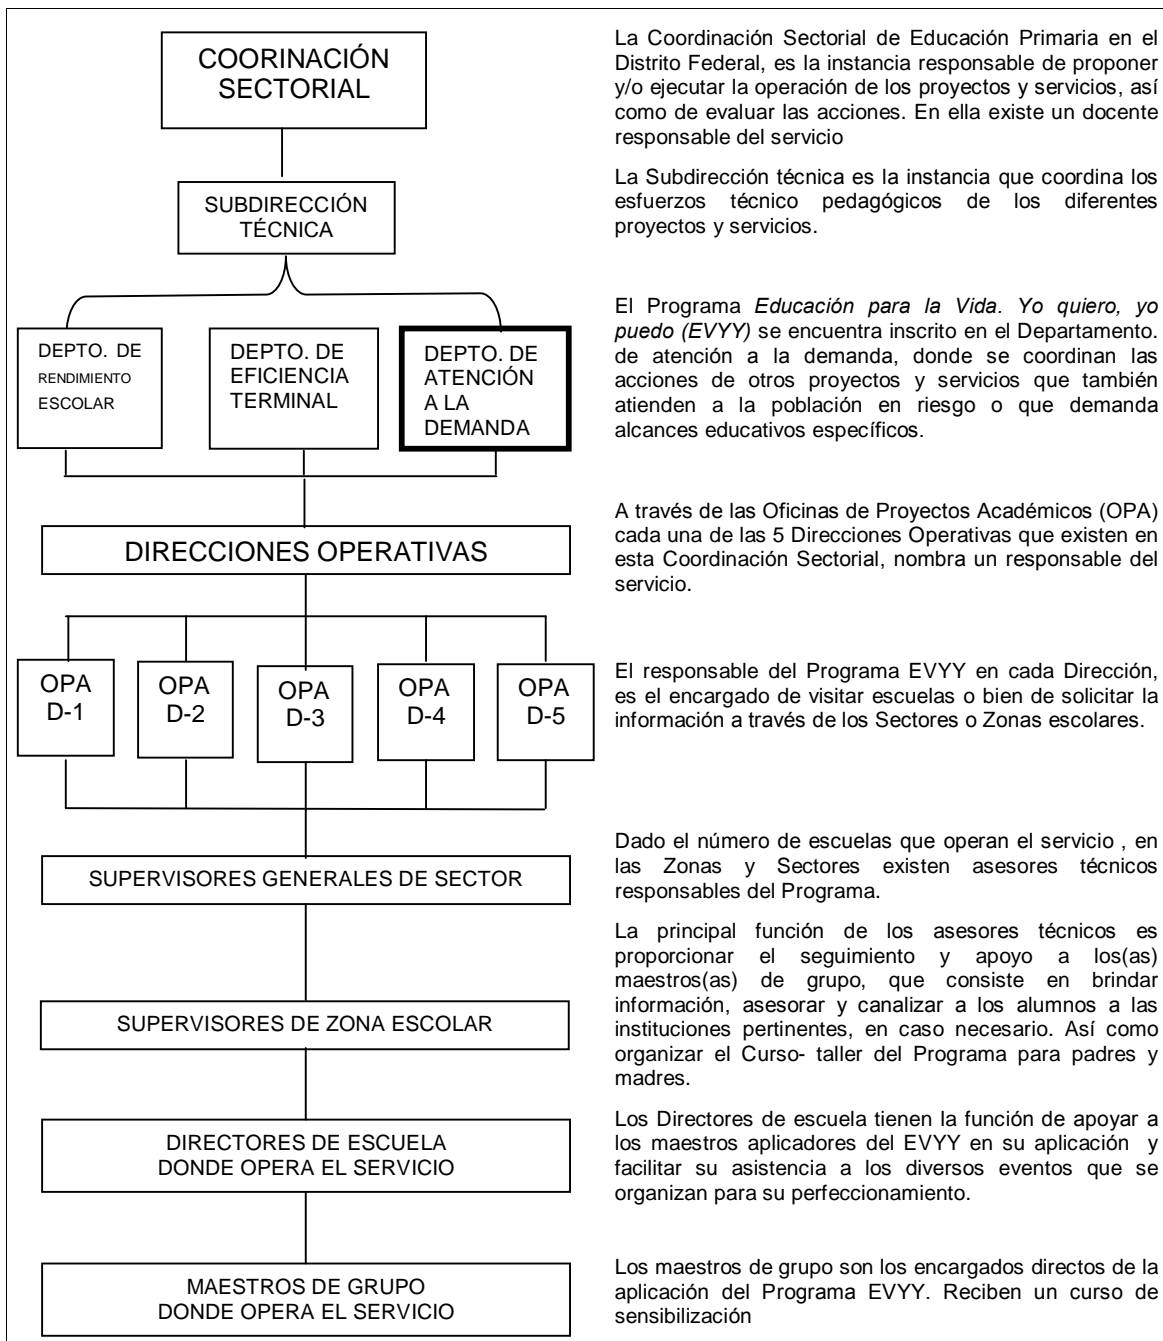 COORINACIÓN
SECTORIAL
La Coordinación Sectorial de Educación Primaria en el
Distrito Federal, es la instancia responsable de proponer
y/o ejecutar la operación de los proyectos y servicios, así
como de evaluar las acciones. En ella existe un docente
responsable del servicio
SUBDIRECCIÓN
TÉCNICA
La Subdirección técnica es la instancia que coordina los
esfuerzos técnico pedagógicos de los diferentes
proyectos y servicios.
DEPTO. DE
RENDIMIENTO
ESCOLAR
DEPTO. DE
EFICIENCIA
TERMINAL
DEPTO. DE
ATENCIÓN
A LA
DEMANDA
El Programa Educación para la Vida. Yo quiero, yo
puedo (EVYY) se encuentra inscrito en el Departamento.
de atención a la demanda, donde se coordinan las
acciones de otros proyectos y servicios que también
atienden a la población en riesgo o que demanda
alcances educativos específicos.
DIRECCIONES OPERATIVAS
A través de las Oficinas de Proyectos Académicos (OPA)
cada una de las 5 Direcciones Operativas que existen en
esta Coordinación Sectorial, nombra un responsable del
servicio.
OPA
D-1
OPA
D-2
OPA
D-3
OPA
D-4
OPA
D-5
El responsable del Programa EVYY en cada Dirección,
es el encargado de visitar escuelas o bien de solicitar la
información a través de los Sectores o Zonas escolares.
SUPERVISORES GENERALES DE SECTOR
Dado el número de escuelas que operan el servicio , en
las Zonas y Sectores existen asesores técnicos
responsables del Programa.
SUPERVISORES DE ZONA ESCOLAR
La principal función de los asesores técnicos es
proporcionar el seguimiento y apoyo a los(as)
maestros(as) de grupo, que consiste en brindar
información, asesorar y canalizar a los alumnos a las
instituciones pertinentes, en caso necesario. Así como
organizar el Curso- taller del Programa para padres y
madres.
DIRECTORES DE ESCUELA
DONDE OPERA EL SERVICIO
Los Directores de escuela tienen la función de apoyar a
los maestros aplicadores del EVYY en su aplicación y
facilitar su asistencia a los diversos eventos que se
organizan para su perfeccionamiento.
MAESTROS DE GRUPO
DONDE OPERA EL SERVICIO
Los maestros de grupo son los encargados directos de la
aplicación del Programa EVYY. Reciben un curso de
sensibilización